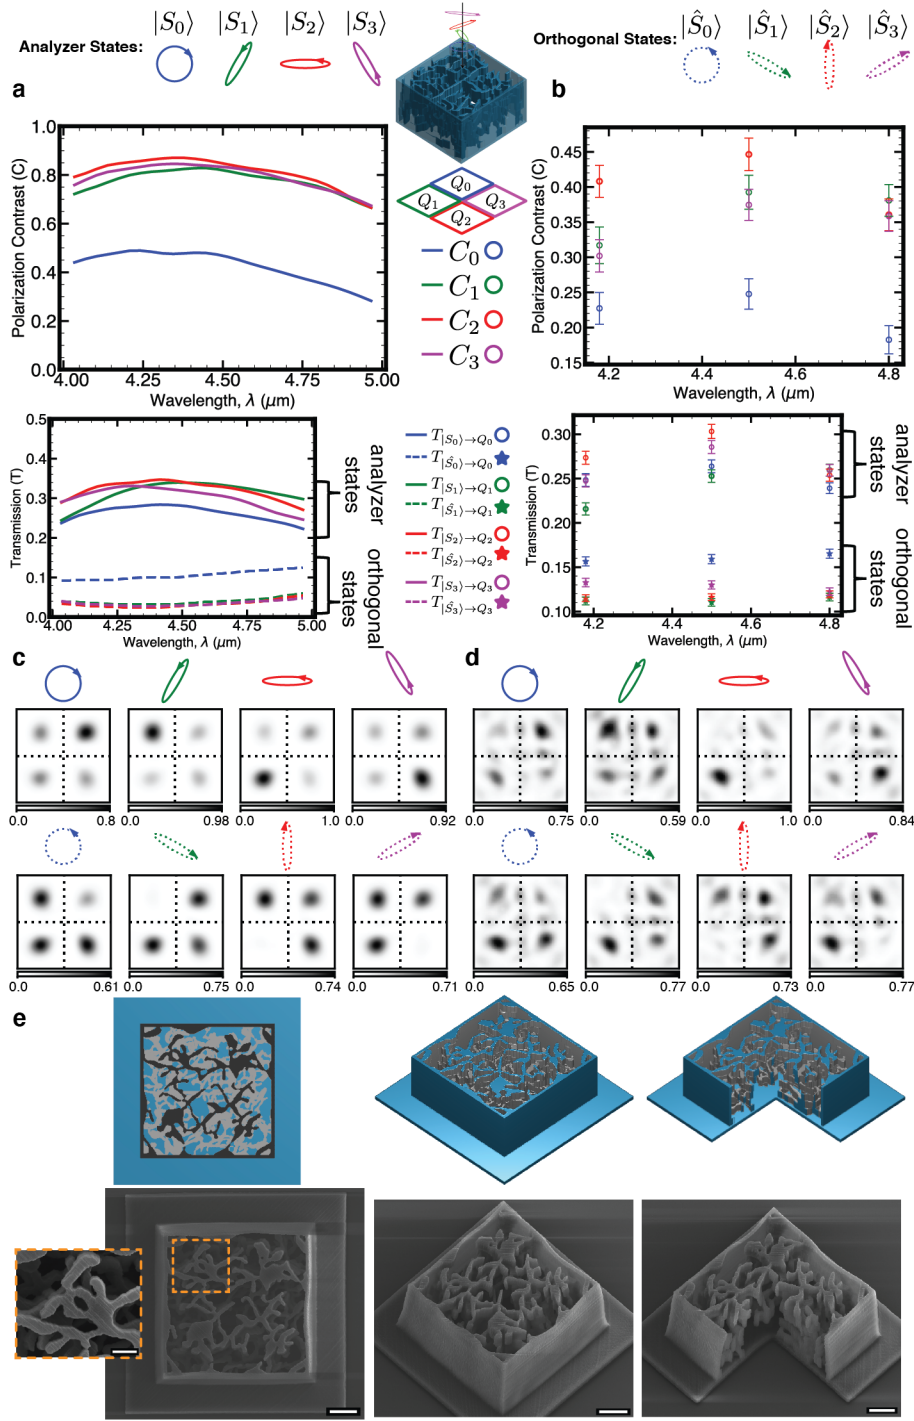 Analyzer States:
|S₀⟩ |S₁⟩ |S₂⟩ |S₃⟩
Orthogonal States:
|Ŝ₀⟩ |Ŝ₁⟩ |Ŝ₂⟩ |Ŝ₃⟩
a
Polarization Contrast (C)
1.0
0.8
0.6
0.4
0.2
0.0
4.00 4.25 4.50 4.75 5.00
Wavelength, λ (μm)
Q₀
Q₁ Q₃
Q₂
C₀
C₁
C₂
C₃
b
Polarization Contrast (C)
0.45
0.40
0.35
0.30
0.25
0.20
0.15
4.2 4.4 4.6 4.8
Wavelength, λ (μm)
Transmission (T)
0.5
0.4
0.3
0.2
0.1
0.0
4.00 4.25 4.50 4.75 5.00
Wavelength, λ (μm)
analyzer
states
orthogonal
states
T|S₀⟩→Q₀
T|Ŝ₀⟩→Q₀
T|S₁⟩→Q₁
T|Ŝ₁⟩→Q₁
T|S₂⟩→Q₂
T|Ŝ₂⟩→Q₂
T|S₃⟩→Q₃
T|Ŝ₃⟩→Q₃
Transmission (T)
0.30
0.25
0.20
0.15
0.10
4.2 4.4 4.6 4.8
Wavelength, λ (μm)
analyzer
states
orthogonal
states
c
0.0 0.8 0.0 0.98 0.0 1.0 0.0 0.92
0.0 0.61 0.0 0.75 0.0 0.74 0.0 0.71
d
0.0 0.75 0.0 0.59 0.0 1.0 0.0 0.84
0.0 0.65 0.0 0.77 0.0 0.73 0.0 0.77
e